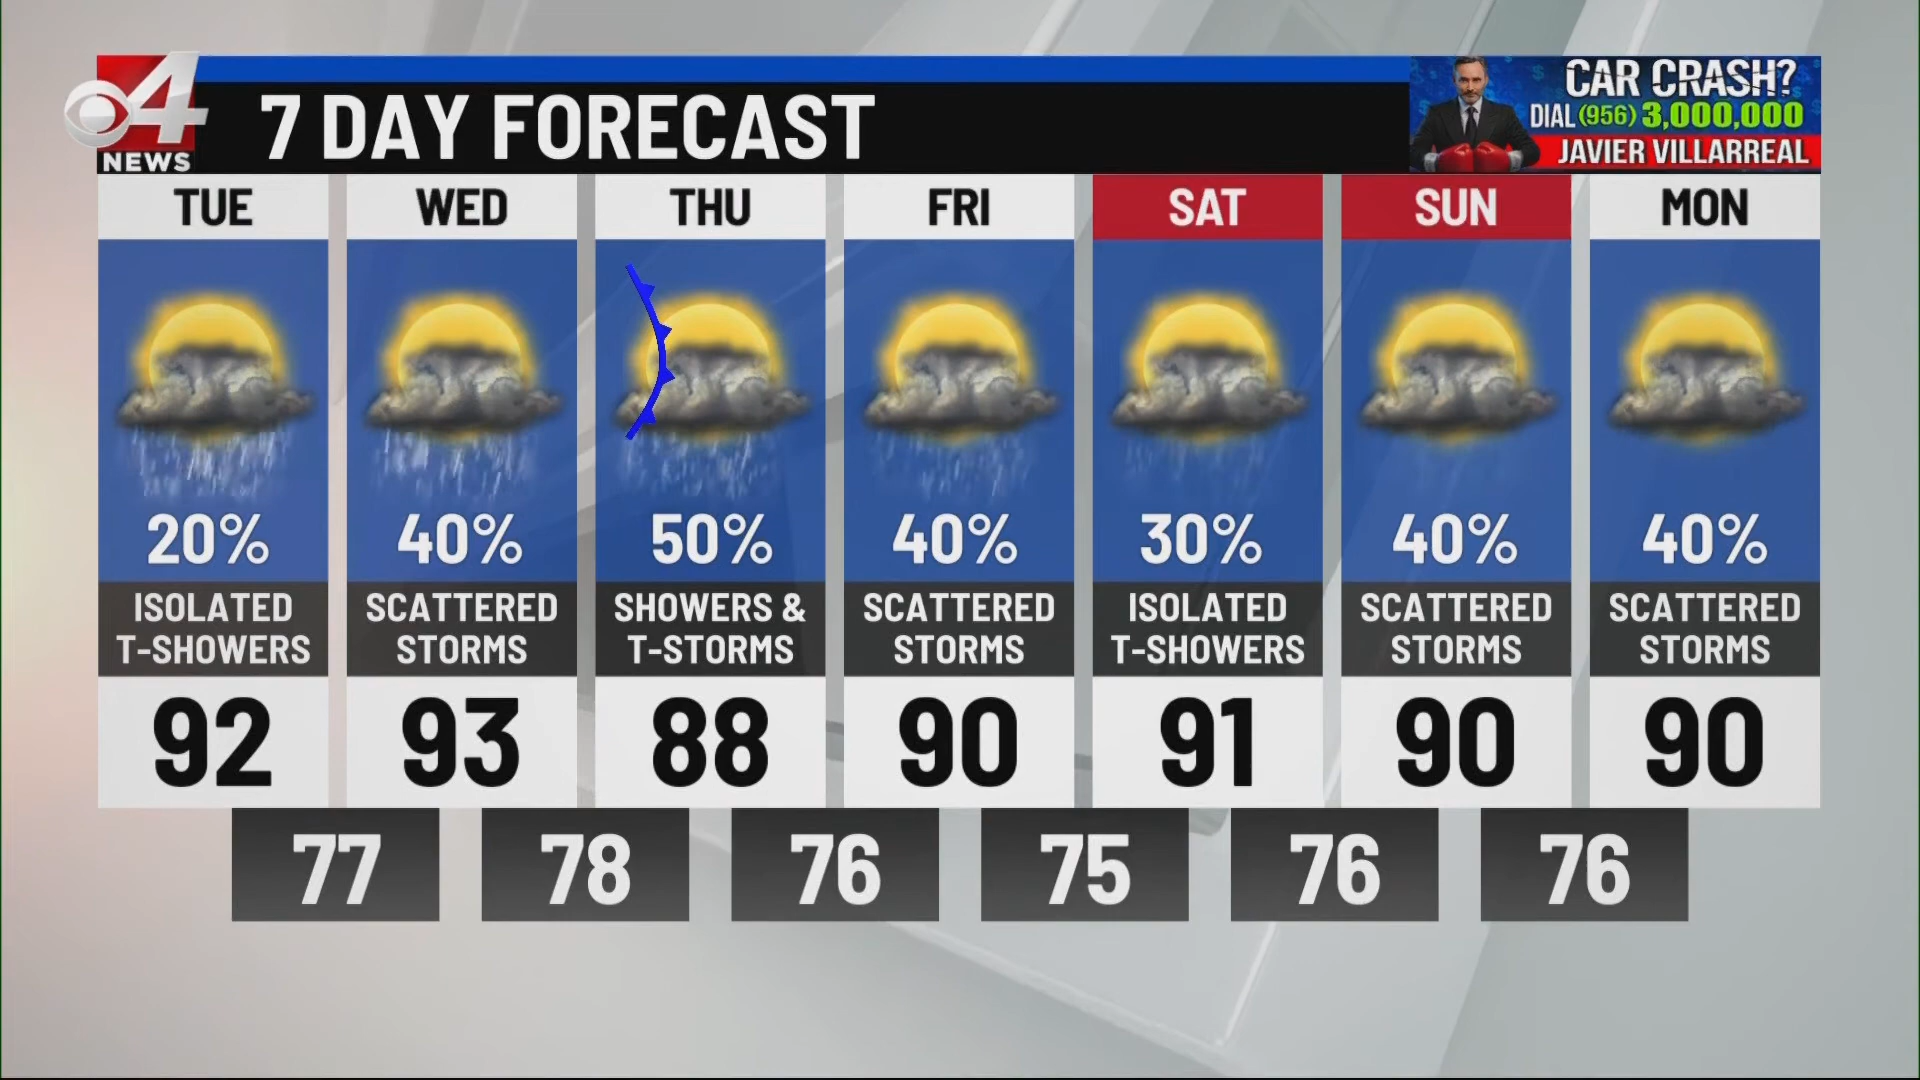 4
NEWS
7 DAY FORECAST
CAR CRASH?
DIAL (956) 3,000,000
JAVIER VILLARREAL
TUE
20%
ISOLATED
T-SHOWERS
92
WED
40%
SCATTERED
STORMS
93
THU
50%
SHOWERS &
T-STORMS
88
FRI
40%
SCATTERED
STORMS
90
SAT
30%
ISOLATED
T-SHOWERS
91
SUN
40%
SCATTERED
STORMS
90
MON
40%
SCATTERED
STORMS
90
77
78
76
75
76
76